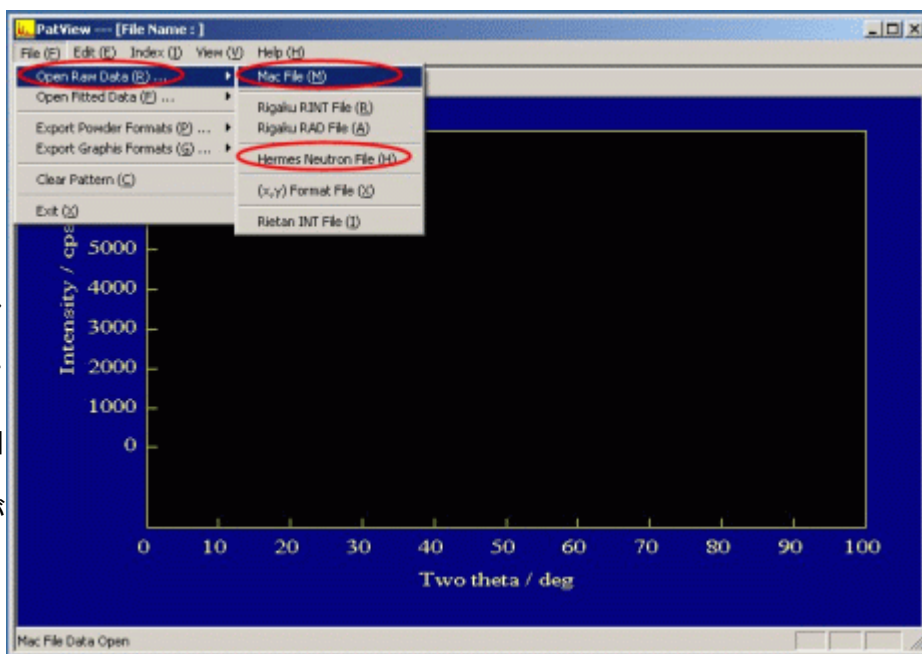 PatView --- [File Name : ]
File (F) Edit (E) Index (I) View (V) Help (H)
Open Raw Data (R) ...
Open Fitted Data (F) ...
Export Powder Formats (P) ...
Export Graphis Formats (G) ...
Clear Pattern (C)
Exit (X)
Mac File (M)
Rigaku RINT File (R)
Rigaku RAD File (A)
Hermes Neutron File (H)
(x,y) Format File (X)
Rietan INT File (I)
Intensity / cps
5000
4000
3000
2000
1000
0
0 10 20 30 40 50 60 70 80 90 100
Two theta / deg
Mac File Data Open